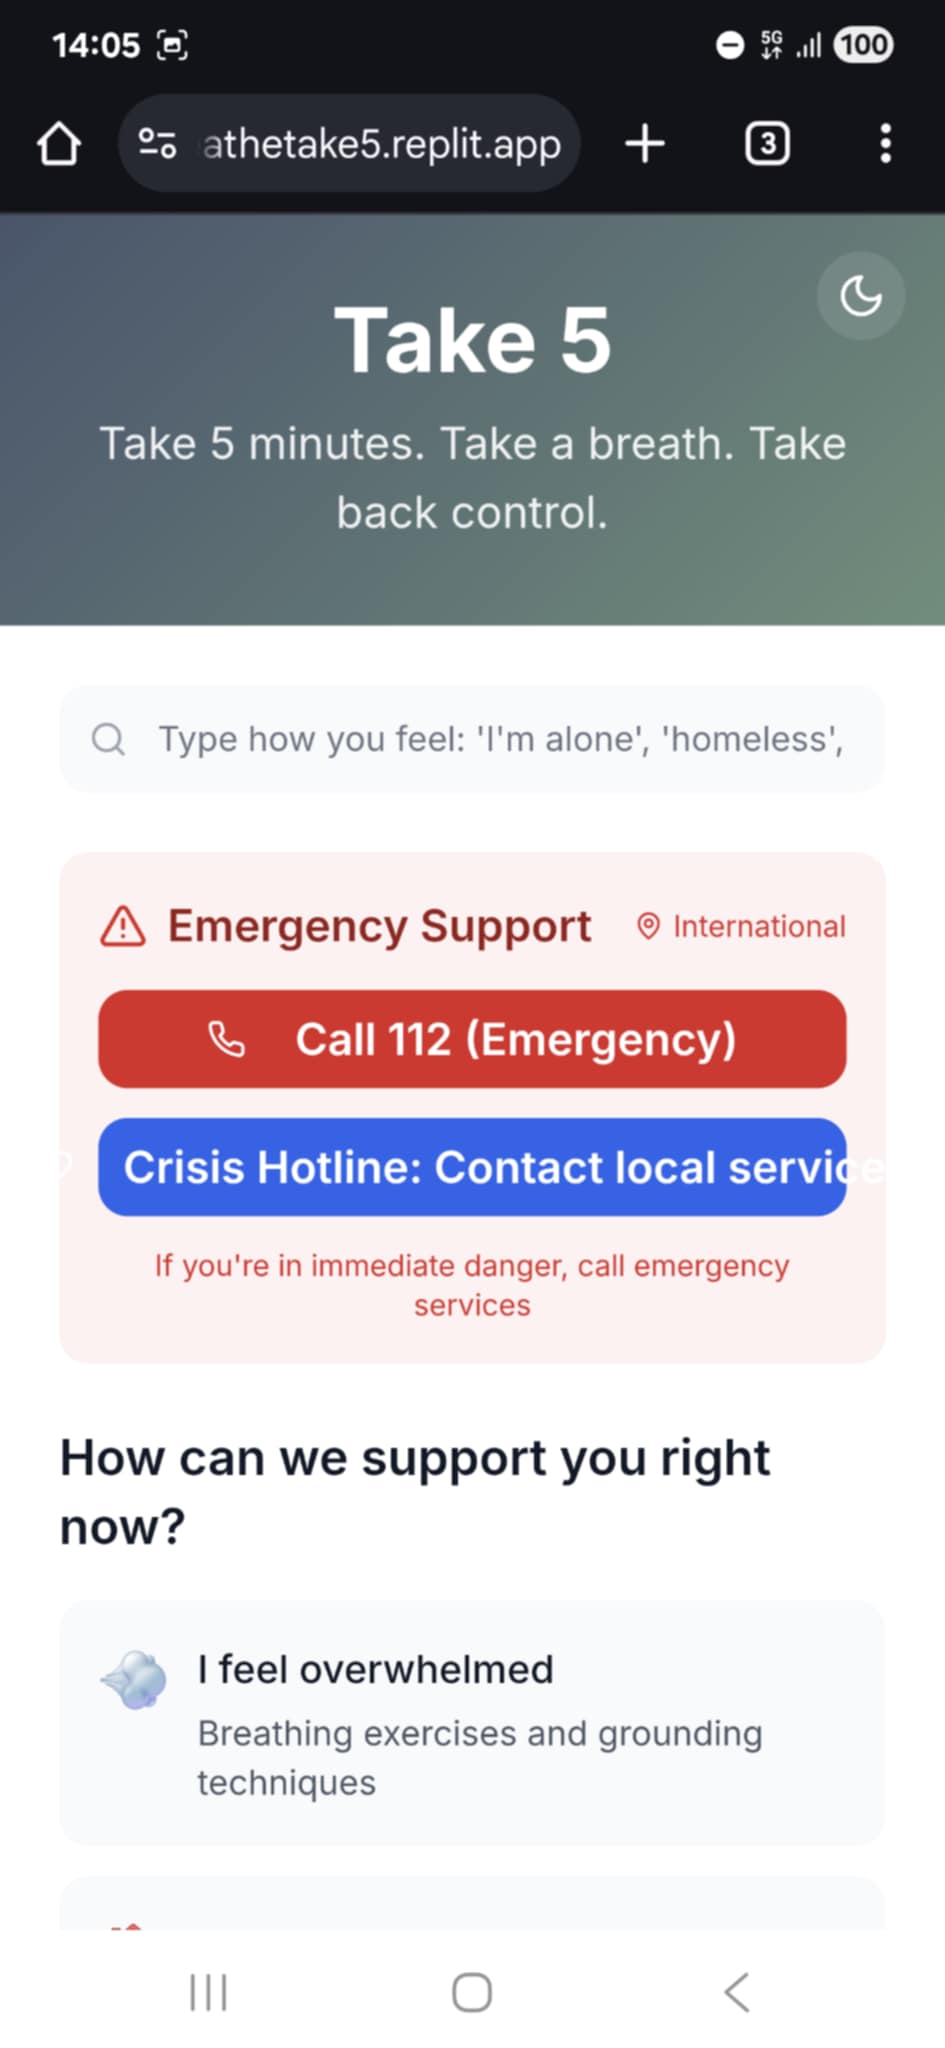 14:05
5G
100
athetake5.replit.app
3
Take 5
Take 5 minutes. Take a breath. Take
back control.
Type how you feel: 'I'm alone', 'homeless',
Emergency Support
International
Call 112 (Emergency)
Crisis Hotline: Contact local service
If you're in immediate danger, call emergency
services
How can we support you right
now?
I feel overwhelmed
Breathing exercises and grounding
techniques